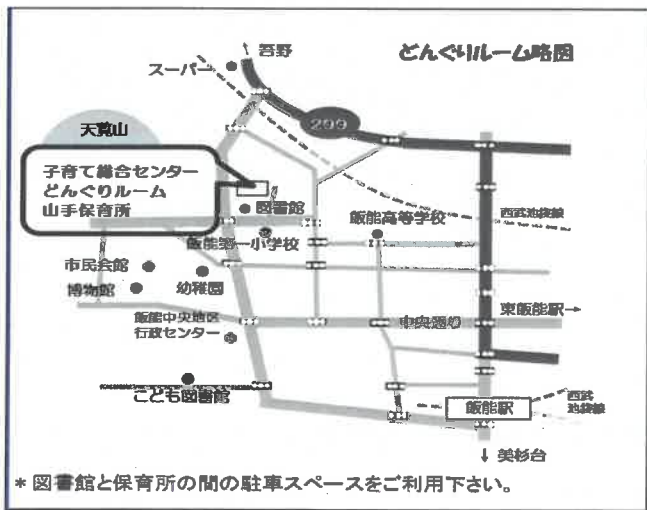 どんぐりルーム略図
吾野
スーパー
天覧山
299
子育て総合センター
どんぐりルーム
山手保育所
図書館
飯能高等学校
西武池袋線
飯能第一小学校
市民会館
博物館
幼稚園
東飯能駅→
中央通り
飯能中央地区
行政センター
こども図書館
飯能駅
西武
池袋線
↓ 美杉台
* 図書館と保育所の間の駐車スペースをご利用下さい。